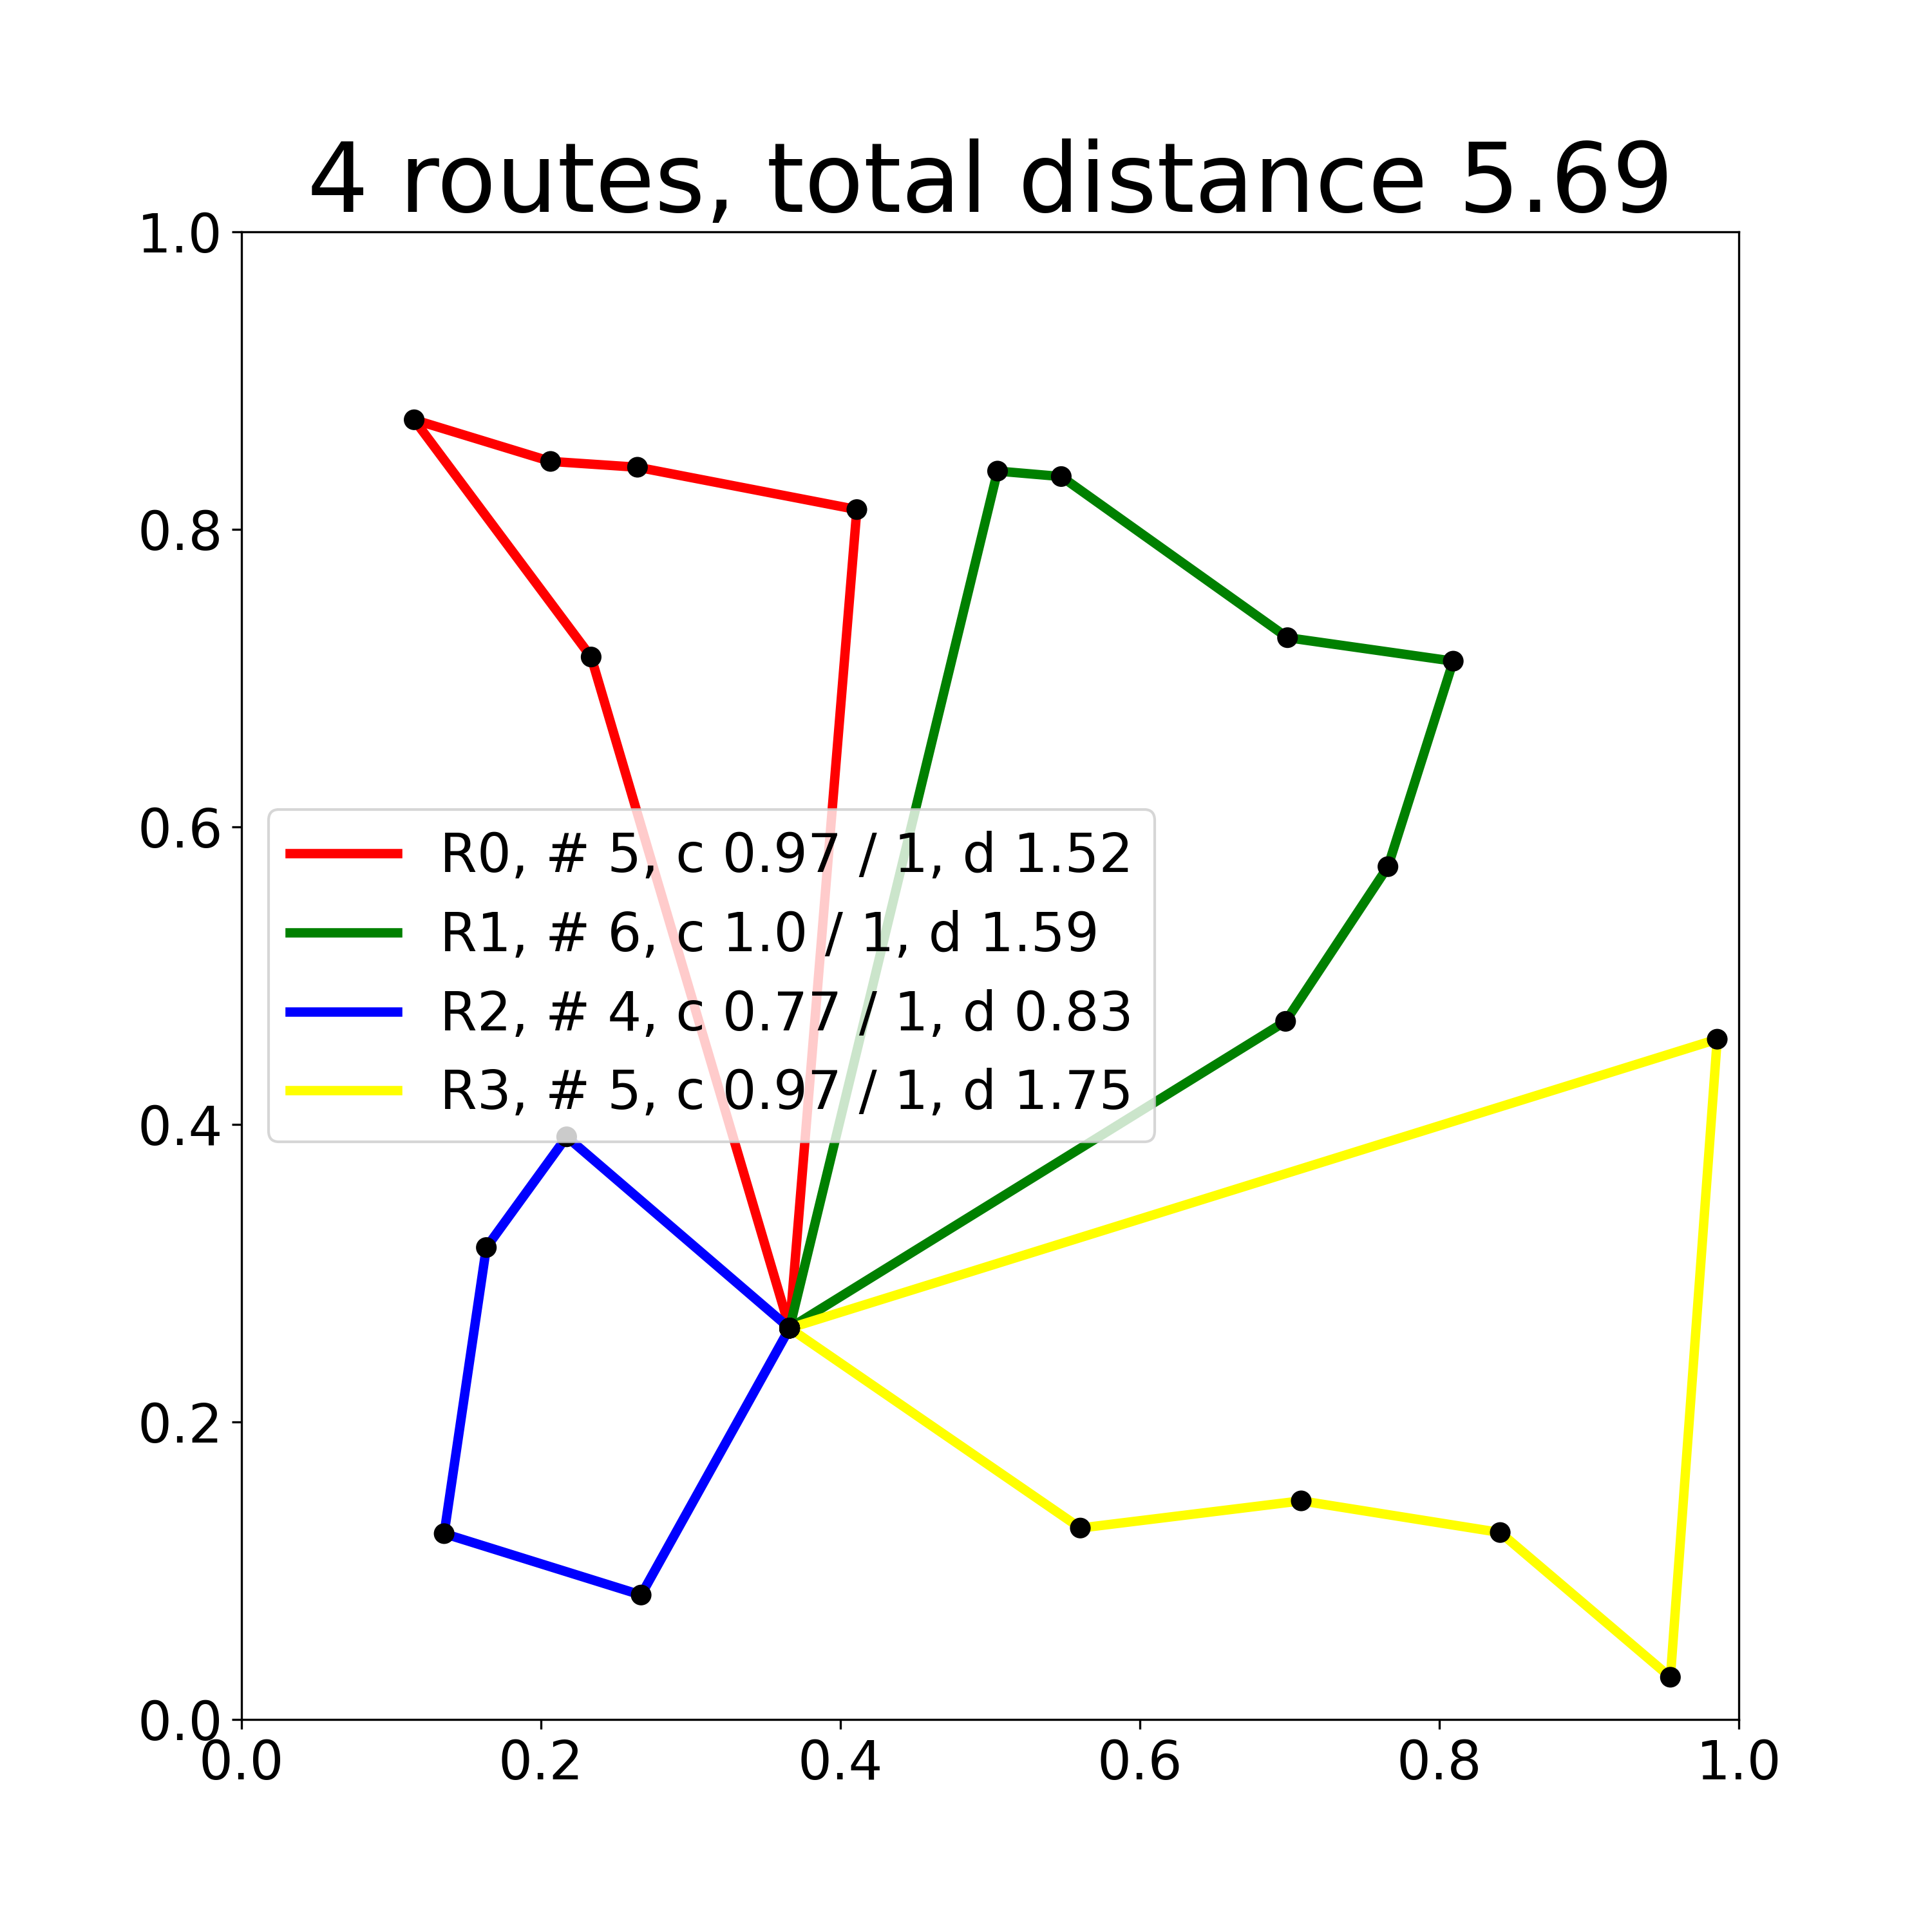 4 routes, total distance 5.69
1.0
0.8
0.6
0.4
0.2
0.0
R0, # 5, c 0.97 / 1, d 1.52
R1, # 6, c 1.0 / 1, d 1.59
R2, # 4, c 0.77 / 1, d 0.83
R3, # 5, c 0.97 / 1, d 1.75
0.0 0.2 0.4 0.6 0.8 1.0